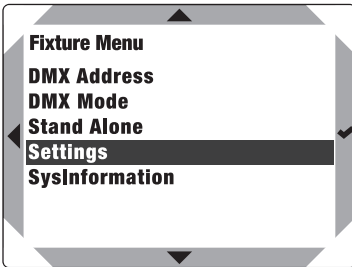 Fixture Menu
DMX Address
DMX Mode
Stand Alone
Settings
SysInformation